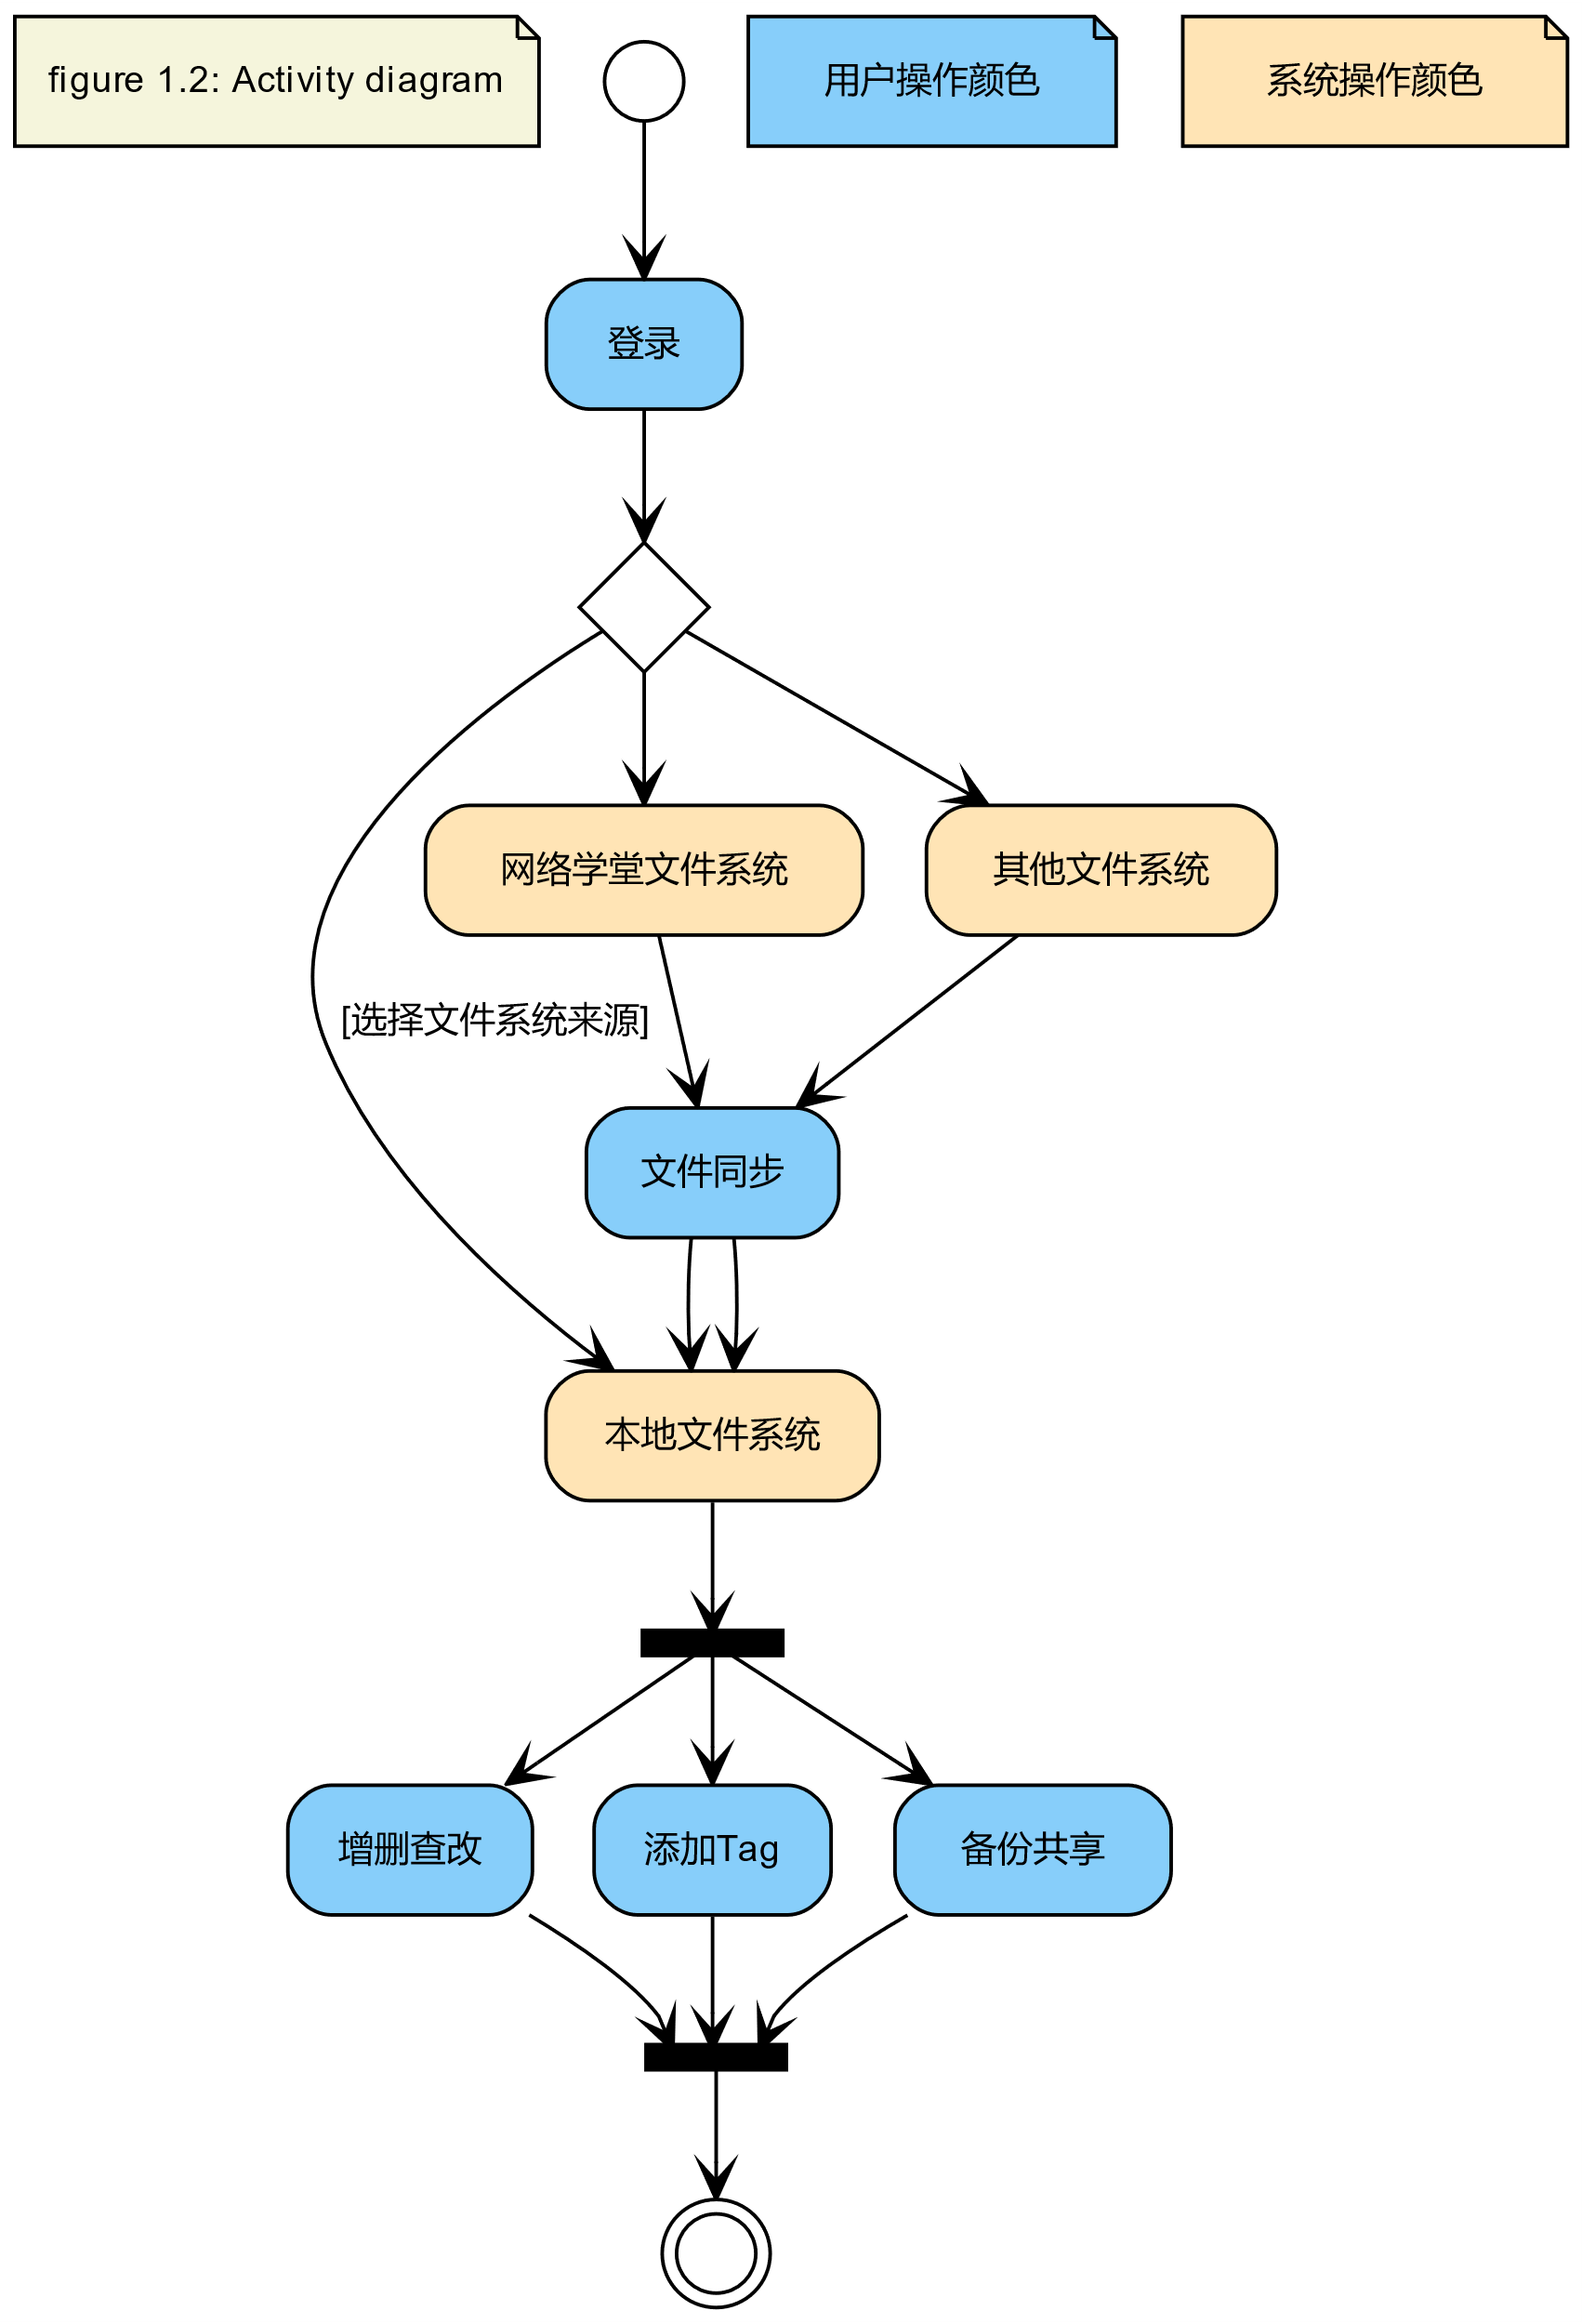 figure 1.2: Activity diagram
用户操作颜色
系统操作颜色
登录
网络学堂文件系统
其他文件系统
[选择文件系统来源]
文件同步
本地文件系统
增删查改
添加Tag
备份共享